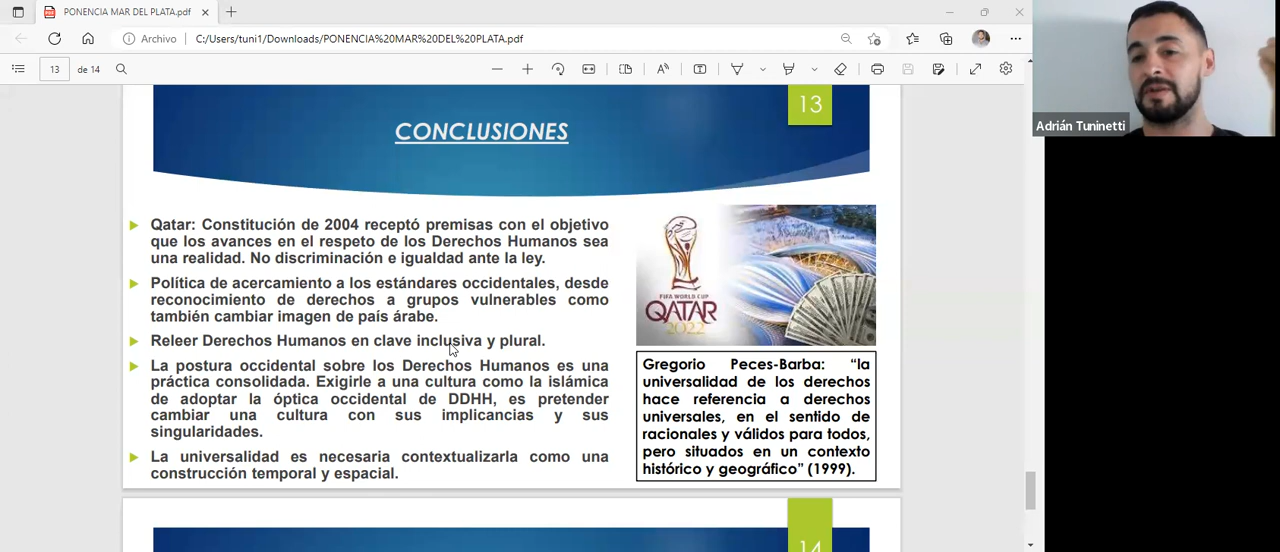 PONENCIA MAR DEL PLATA.pdf
Archivo
C:/Users/tuni1/Downloads/PONENCIA%20MAR%20DEL%20PLATA.pdf
13
de 14
Adrián Tuninetti
13
CONCLUSIONES
Qatar: Constitución de 2004 receptó premisas con el objetivo
que los avances en el respeto de los Derechos Humanos sea
una realidad. No discriminación e igualdad ante la ley.
Política de acercamiento a los estándares occidentales, desde
reconocimiento de derechos a grupos vulnerables como
también cambiar imagen de país árabe.
Releer Derechos Humanos en clave inclusiva y plural.
La postura occidental sobre los Derechos Humanos es una
práctica consolidada. Exigirle a una cultura como la islámica
de adoptar la óptica occidental de DDHH, es pretender
cambiar una cultura con sus implicancias y sus
singularidades.
La universalidad es necesaria contextualizarla como una
construcción temporal y espacial.
FIFA WORLD CUP
QATAR
2022
Gregorio Peces-Barba: “la
universalidad de los derechos
hace referencia a derechos
universales, en el sentido de
racionales y válidos para todos,
pero situados en un contexto
histórico y geográfico” (1999).
14